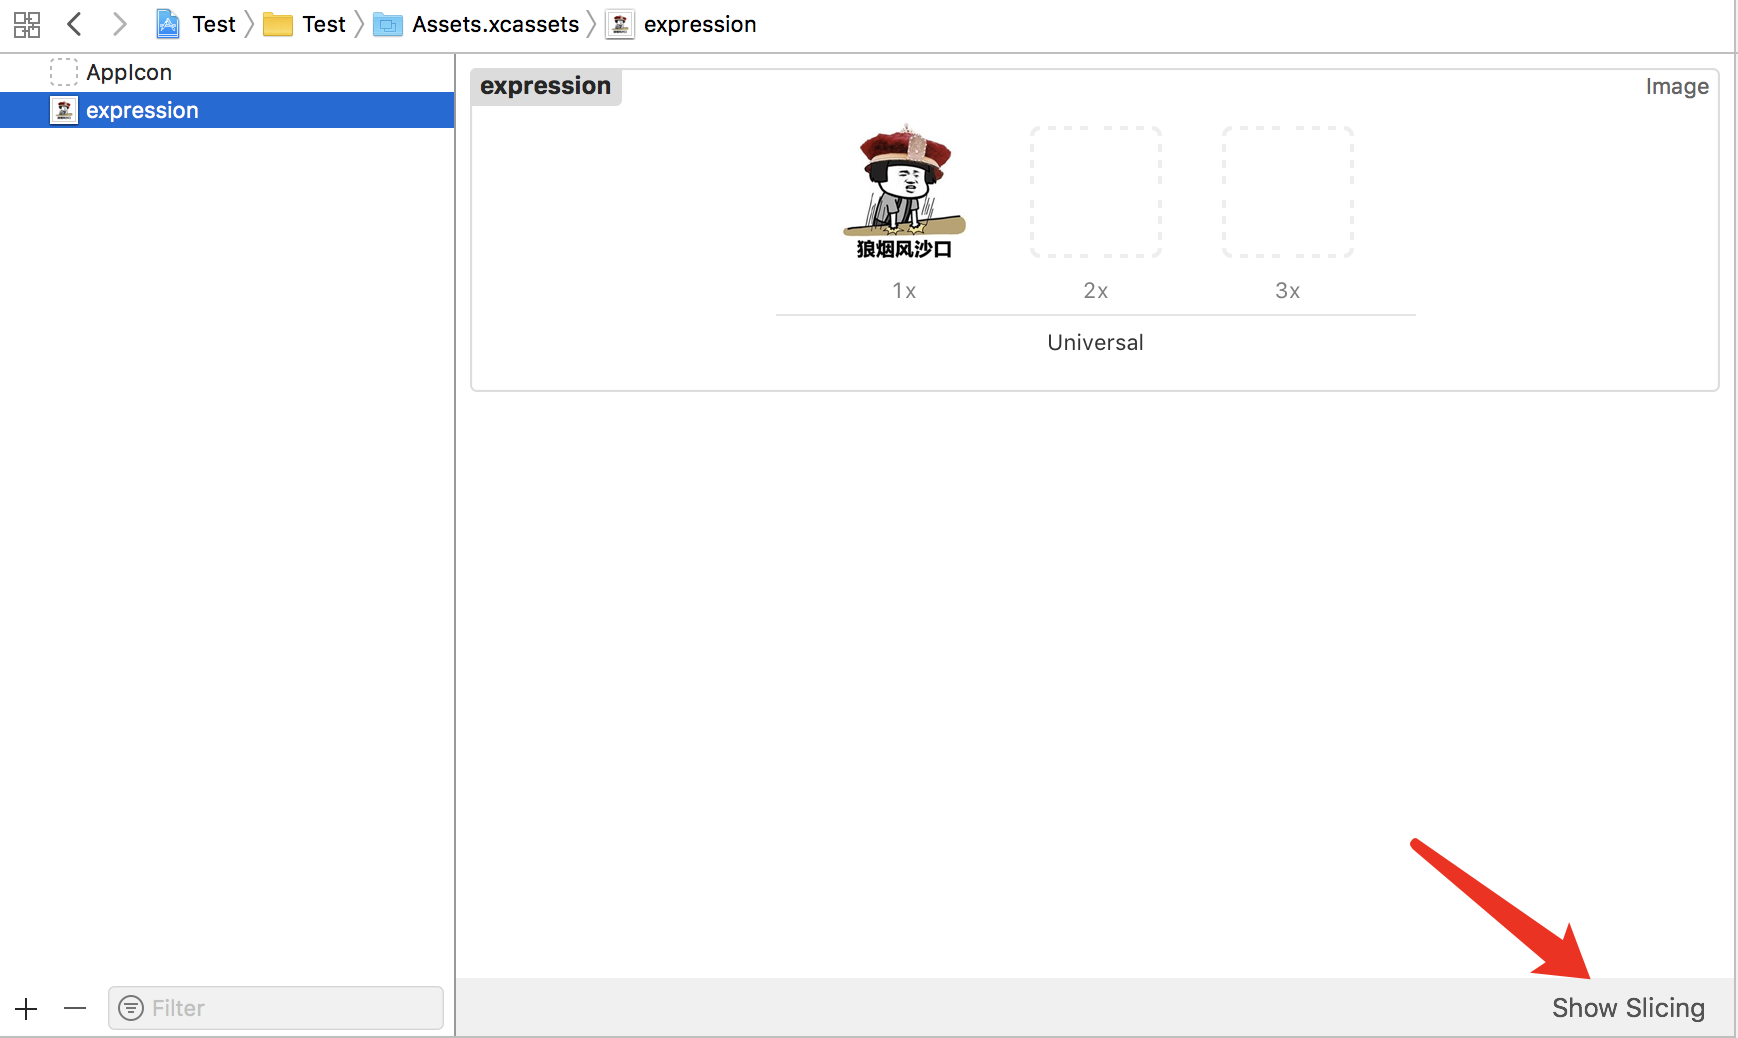 Test Test Assets.xcassets expression
AppIcon
expression
expression
Image
狼烟风沙口
1x 2x 3x
Universal
Filter
Show Slicing